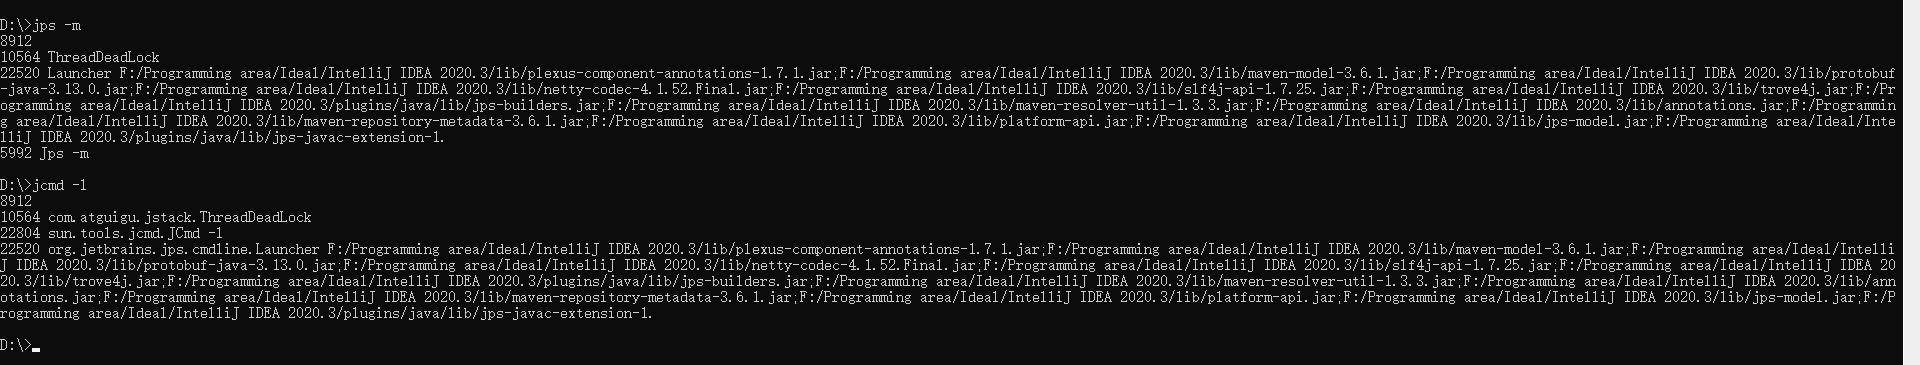 D:\>jps -m
8912
10564 ThreadDeadLock
22520 Launcher F:/Programming area/Ideal/IntelliJ IDEA 2020.3/lib/plexus-component-annotations-1.7.1.jar;F:/Programming area/Ideal/IntelliJ IDEA 2020.3/lib/maven-model-3.6.1.jar;F:/Programming area/Ideal/IntelliJ IDEA 2020.3/lib/protobuf
-java-3.13.0.jar;F:/Programming area/Ideal/IntelliJ IDEA 2020.3/lib/netty-codec-4.1.52.Final.jar;F:/Programming area/Ideal/IntelliJ IDEA 2020.3/lib/slf4j-api-1.7.25.jar;F:/Programming area/Ideal/IntelliJ IDEA 2020.3/lib/trove4j.jar;F:/Pr
ogramming area/Ideal/IntelliJ IDEA 2020.3/plugins/java/lib/jps-builders.jar;F:/Programming area/Ideal/IntelliJ IDEA 2020.3/lib/maven-resolver-util-1.3.3.jar;F:/Programming area/Ideal/IntelliJ IDEA 2020.3/lib/annotations.jar;F:/Programmin
g area/Ideal/IntelliJ IDEA 2020.3/lib/maven-repository-metadata-3.6.1.jar;F:/Programming area/Ideal/IntelliJ IDEA 2020.3/lib/platform-api.jar;F:/Programming area/Ideal/IntelliJ IDEA 2020.3/lib/jps-model.jar;F:/Programming area/Ideal/Inte
lliJ IDEA 2020.3/plugins/java/lib/jps-javac-extension-1.
5992 Jps -m
D:\>jcmd -l
8912
10564 com.atguigu.jstack.ThreadDeadLock
22804 sun.tools.jcmd.JCmd -l
22520 org.jetbrains.jps.cmdline.Launcher F:/Programming area/Ideal/IntelliJ IDEA 2020.3/lib/plexus-component-annotations-1.7.1.jar;F:/Programming area/Ideal/IntelliJ IDEA 2020.3/lib/maven-model-3.6.1.jar;F:/Programming area/Ideal/Intelli
J IDEA 2020.3/lib/protobuf-java-3.13.0.jar;F:/Programming area/Ideal/IntelliJ IDEA 2020.3/lib/netty-codec-4.1.52.Final.jar;F:/Programming area/Ideal/IntelliJ IDEA 2020.3/lib/slf4j-api-1.7.25.jar;F:/Programming area/Ideal/IntelliJ IDEA 20
20.3/lib/trove4j.jar;F:/Programming area/Ideal/IntelliJ IDEA 2020.3/plugins/java/lib/jps-builders.jar;F:/Programming area/Ideal/IntelliJ IDEA 2020.3/lib/maven-resolver-util-1.3.3.jar;F:/Programming area/Ideal/IntelliJ IDEA 2020.3/lib/ann
otations.jar;F:/Programming area/Ideal/IntelliJ IDEA 2020.3/lib/maven-repository-metadata-3.6.1.jar;F:/Programming area/Ideal/IntelliJ IDEA 2020.3/lib/platform-api.jar;F:/Programming area/Ideal/IntelliJ IDEA 2020.3/lib/jps-model.jar;F:/P
rogramming area/Ideal/IntelliJ IDEA 2020.3/plugins/java/lib/jps-javac-extension-1.
D:\>